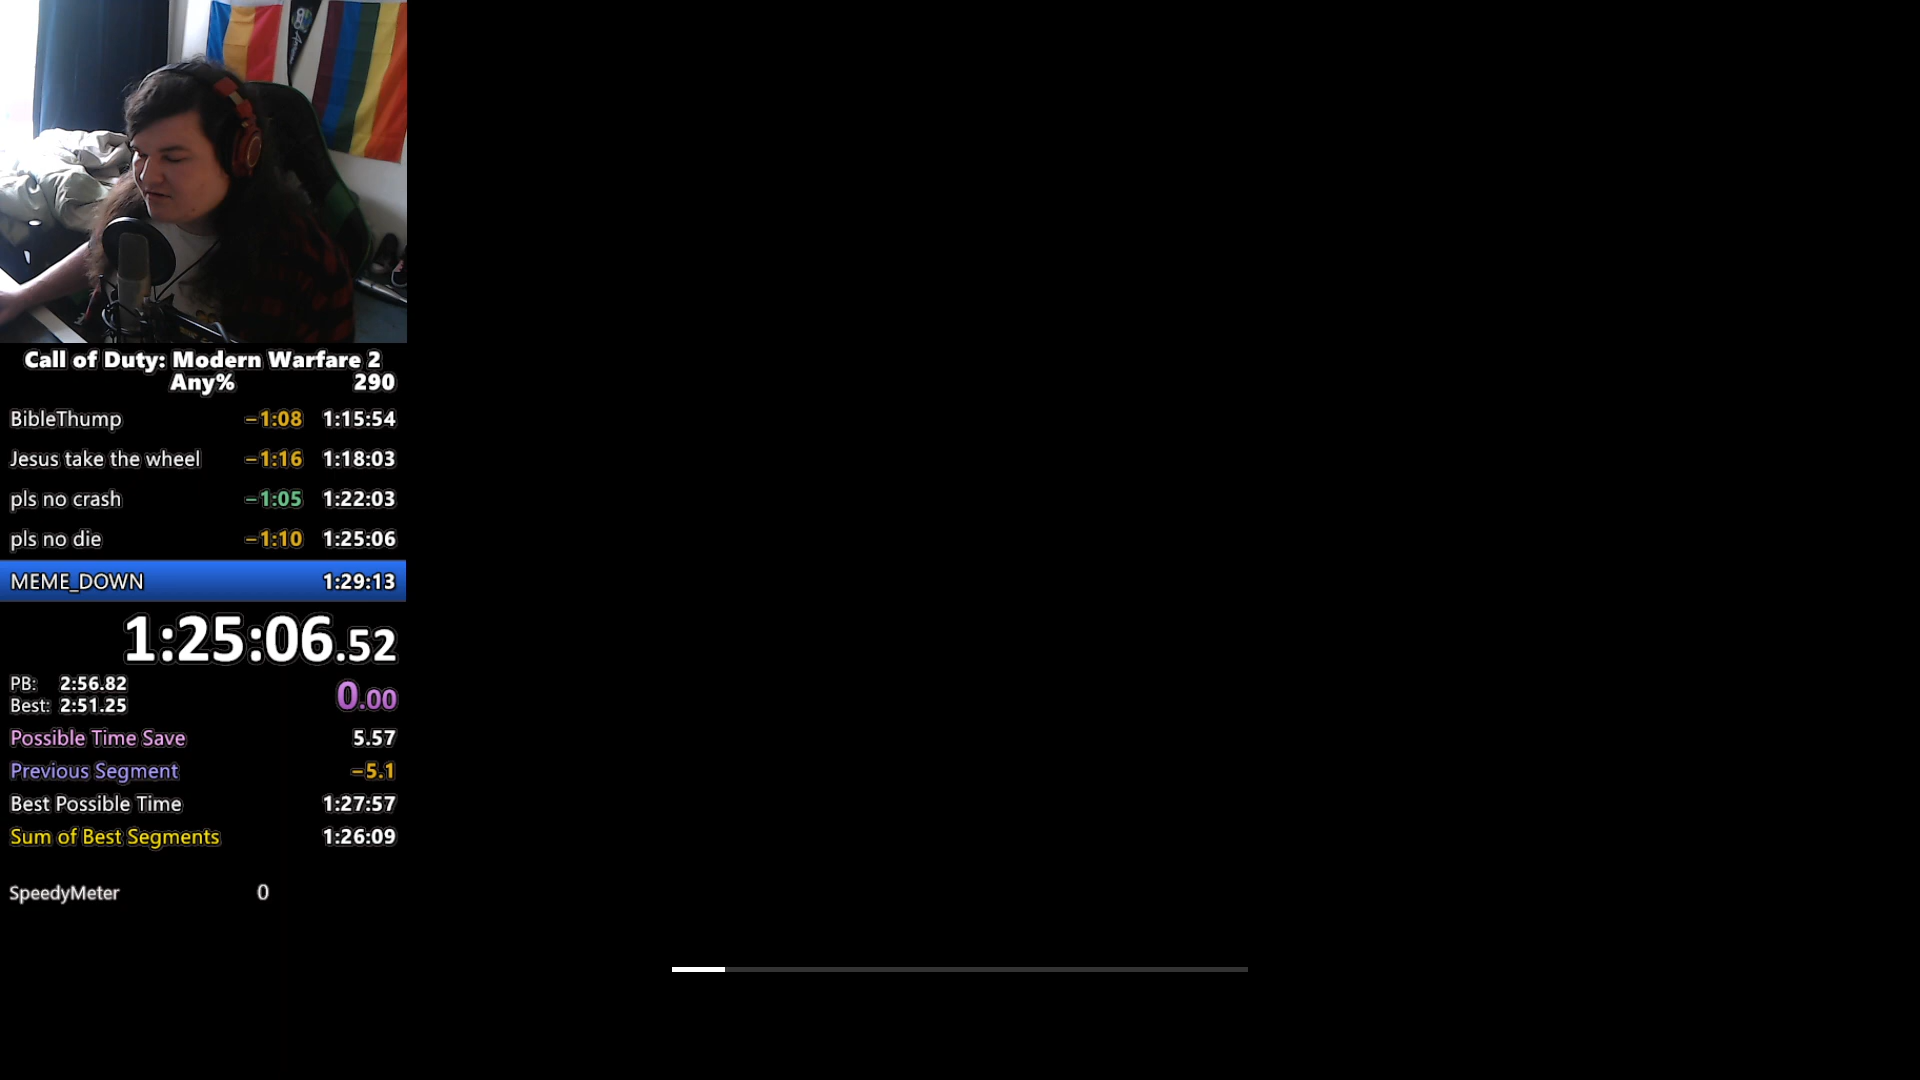 Call of Duty: Modern Warfare 2
Any% 290
BibleThump −1:08 1:15:54
Jesus take the wheel −1:16 1:18:03
pls no crash −1:05 1:22:03
pls no die −1:10 1:25:06
MEME_DOWN 1:29:13
1:25:06.52
PB: 2:56.82 0.00
Best: 2:51.25
Possible Time Save 5.57
Previous Segment −5.1
Best Possible Time 1:27:57
Sum of Best Segments 1:26:09
SpeedyMeter 0